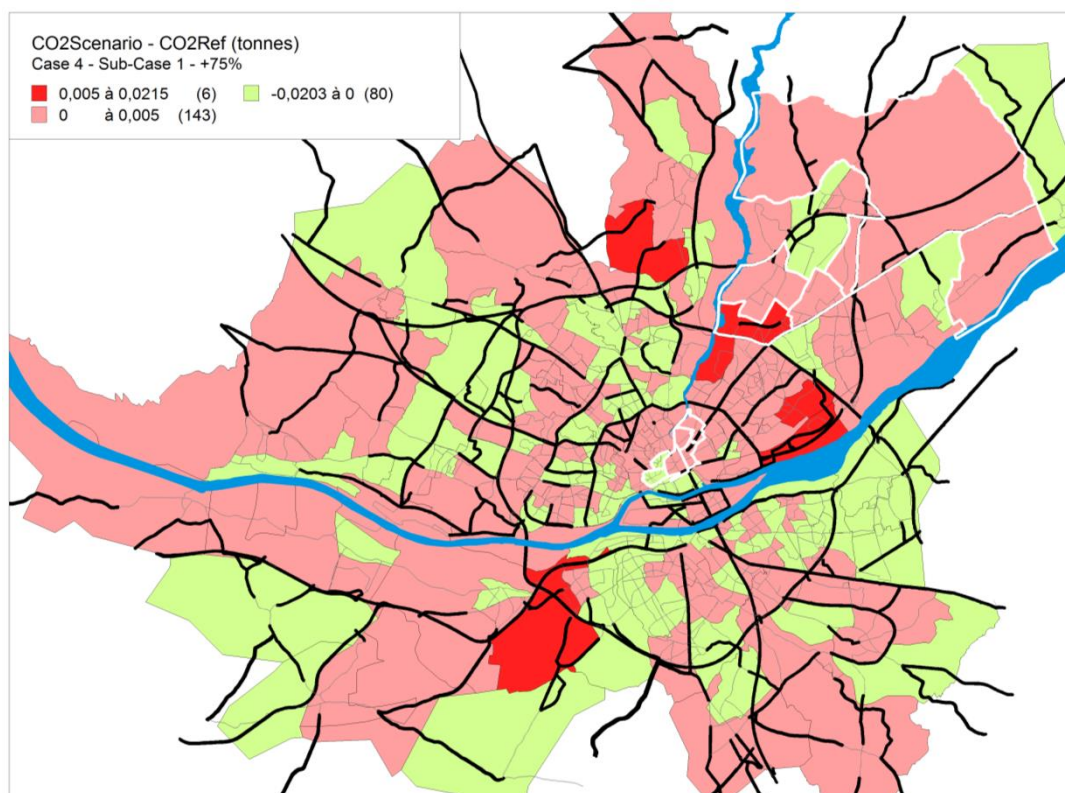 CO2Scenario - CO2Ref (tonnes)
Case 4 - Sub-Case 1 - +75%
0,005 à 0,0215 (6)
0 à 0,005 (143)
-0,0203 à 0 (80)